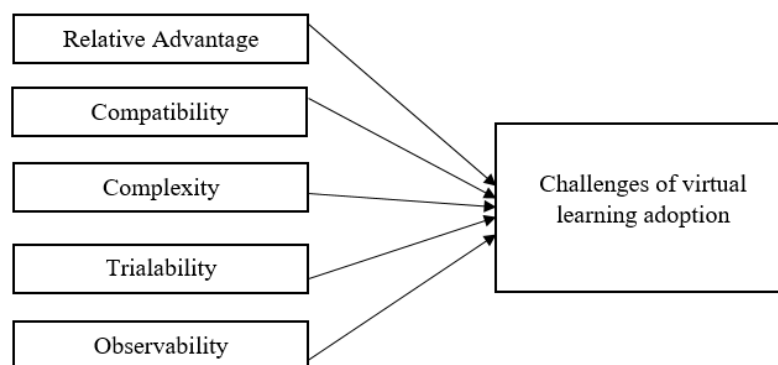 Relative Advantage
Compatibility
Complexity
Trialability
Observability
Challenges of virtual
learning adoption